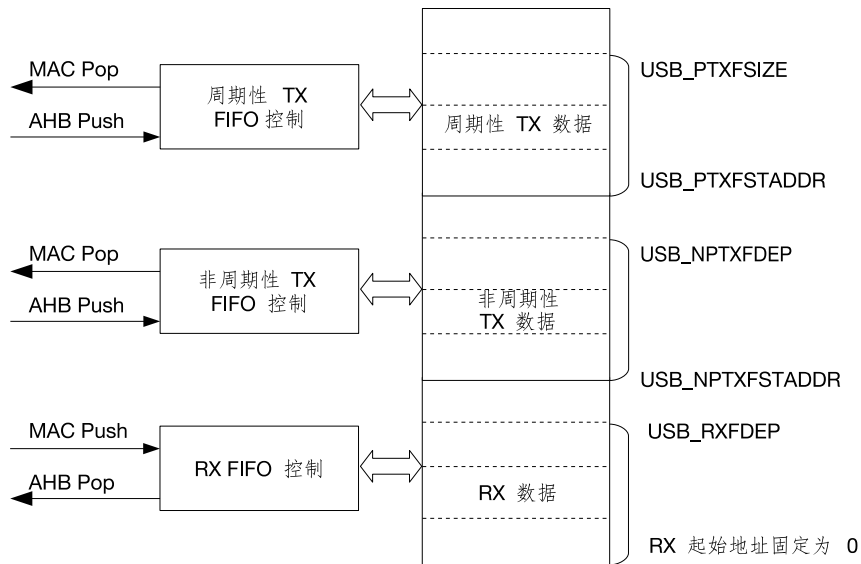 MAC Pop
AHB Push
周期性 TX
FIFO 控制
周期性 TX 数据
USB_PTXFSIZE
USB_PTXFSTADDR
MAC Pop
AHB Push
非周期性 TX
FIFO 控制
非周期性
TX 数据
USB_NPTXFDEP
USB_NPTXFSTADDR
MAC Push
AHB Pop
RX FIFO 控制
RX 数据
USB_RXFDEP
RX 起始地址固定为 0